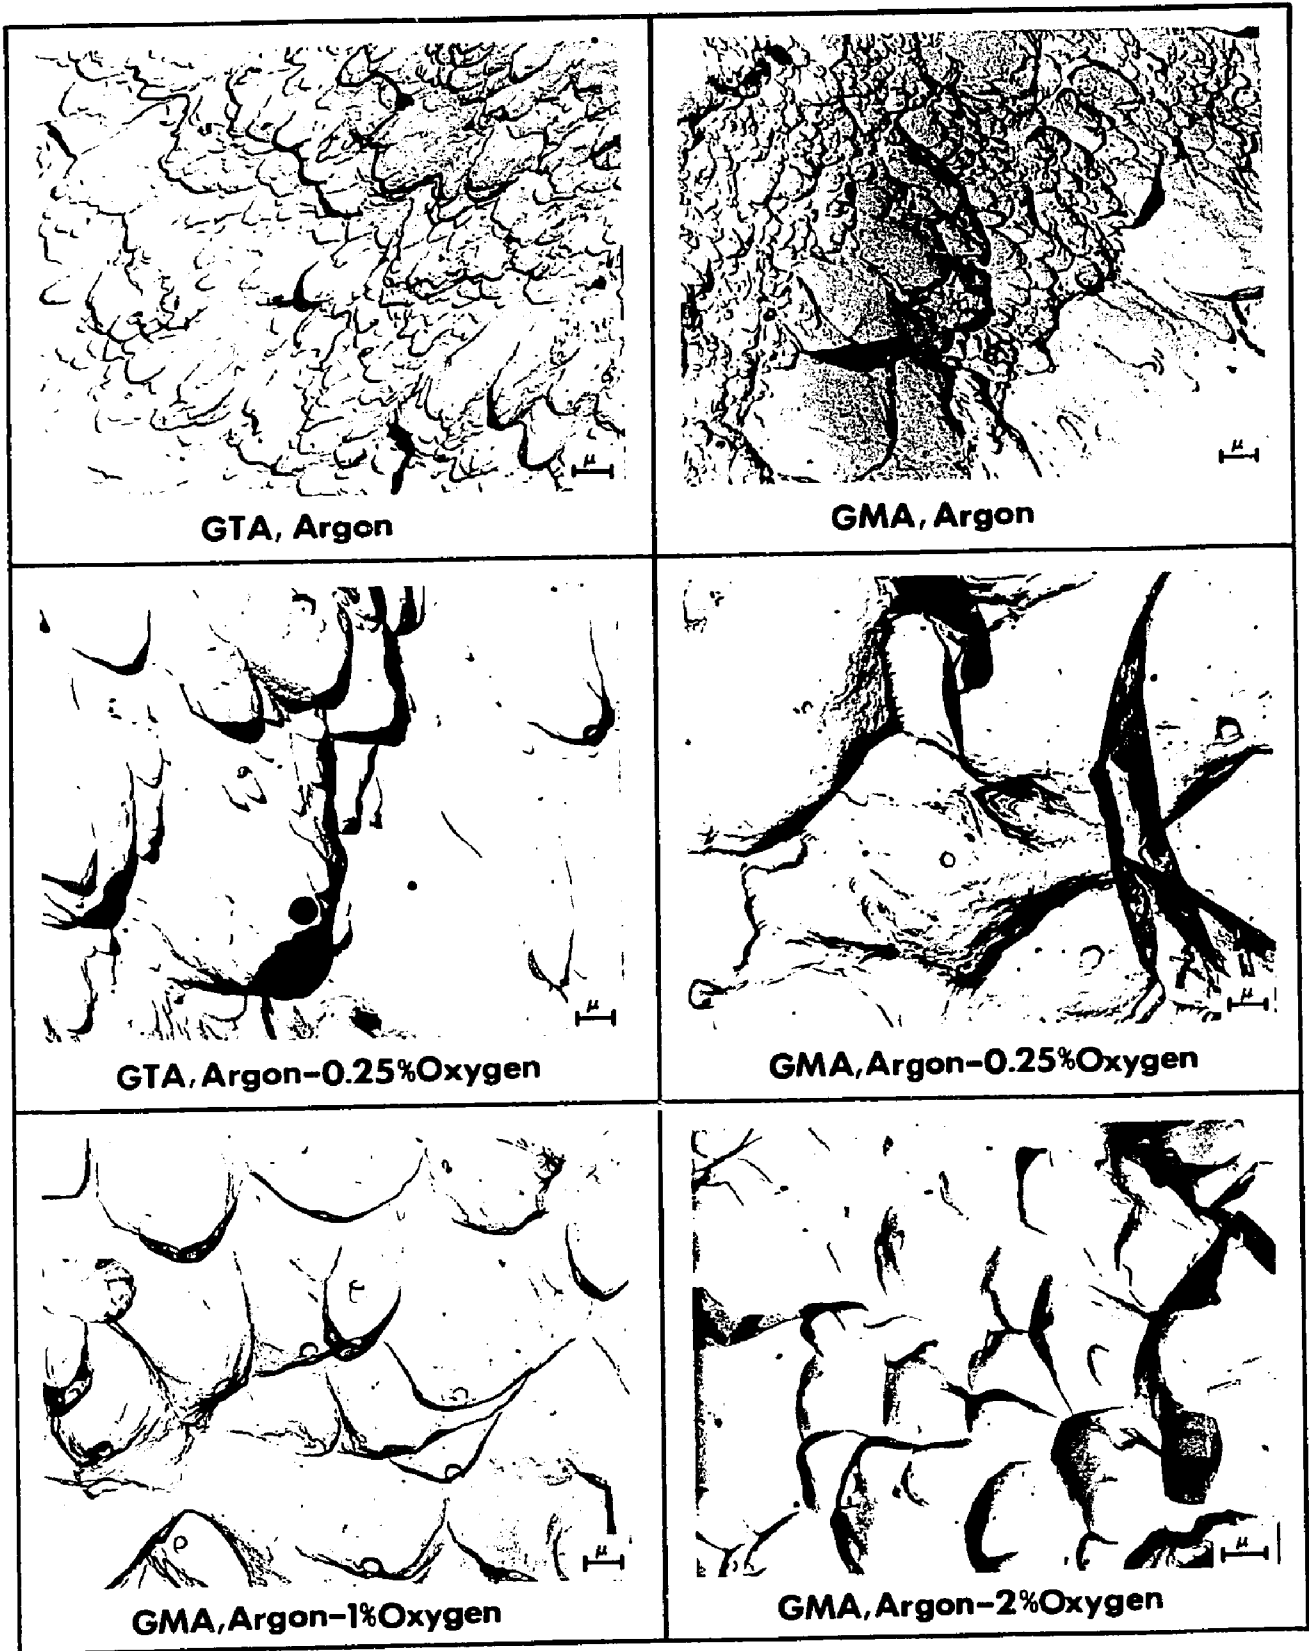 μ
μ
GTA, Argon
GMA, Argon
μ
μ
GTA, Argon-0.25%Oxygen
GMA, Argon-0.25%Oxygen
μ
μ
GMA, Argon-1%Oxygen
GMA, Argon-2%Oxygen